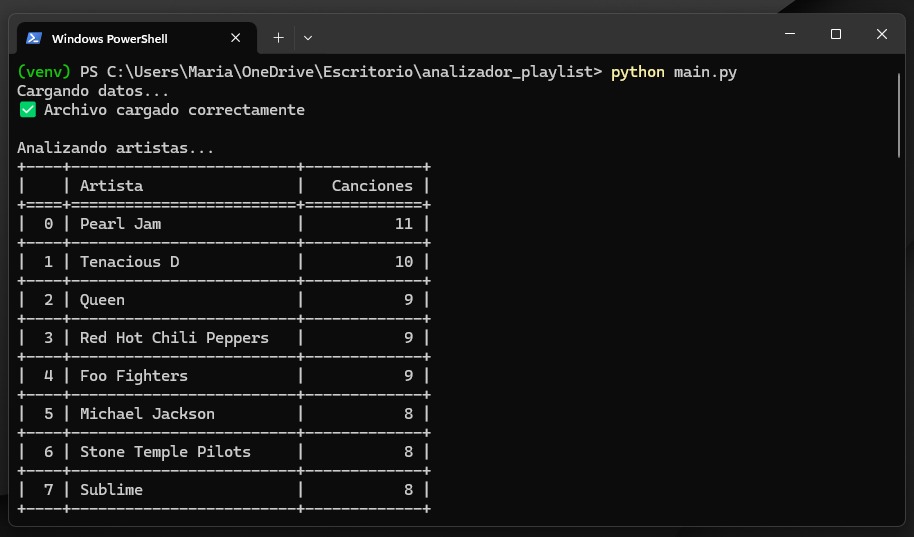 Windows PowerShell
(venv) PS C:\Users\Maria\OneDrive\Escritorio\analizador_playlist> python main.py
Cargando datos...
✅ Archivo cargado correctamente
Analizando artistas...
+----+-------------------------+-------------+
|    | Artista                 |   Canciones |
+====+=========================+=============+
|  0 | Pearl Jam               |          11 |
+----+-------------------------+-------------+
|  1 | Tenacious D             |          10 |
+----+-------------------------+-------------+
|  2 | Queen                   |           9 |
+----+-------------------------+-------------+
|  3 | Red Hot Chili Peppers   |           9 |
+----+-------------------------+-------------+
|  4 | Foo Fighters            |           9 |
+----+-------------------------+-------------+
|  5 | Michael Jackson         |           8 |
+----+-------------------------+-------------+
|  6 | Stone Temple Pilots     |           8 |
+----+-------------------------+-------------+
|  7 | Sublime                 |           8 |
+----+-------------------------+-------------+